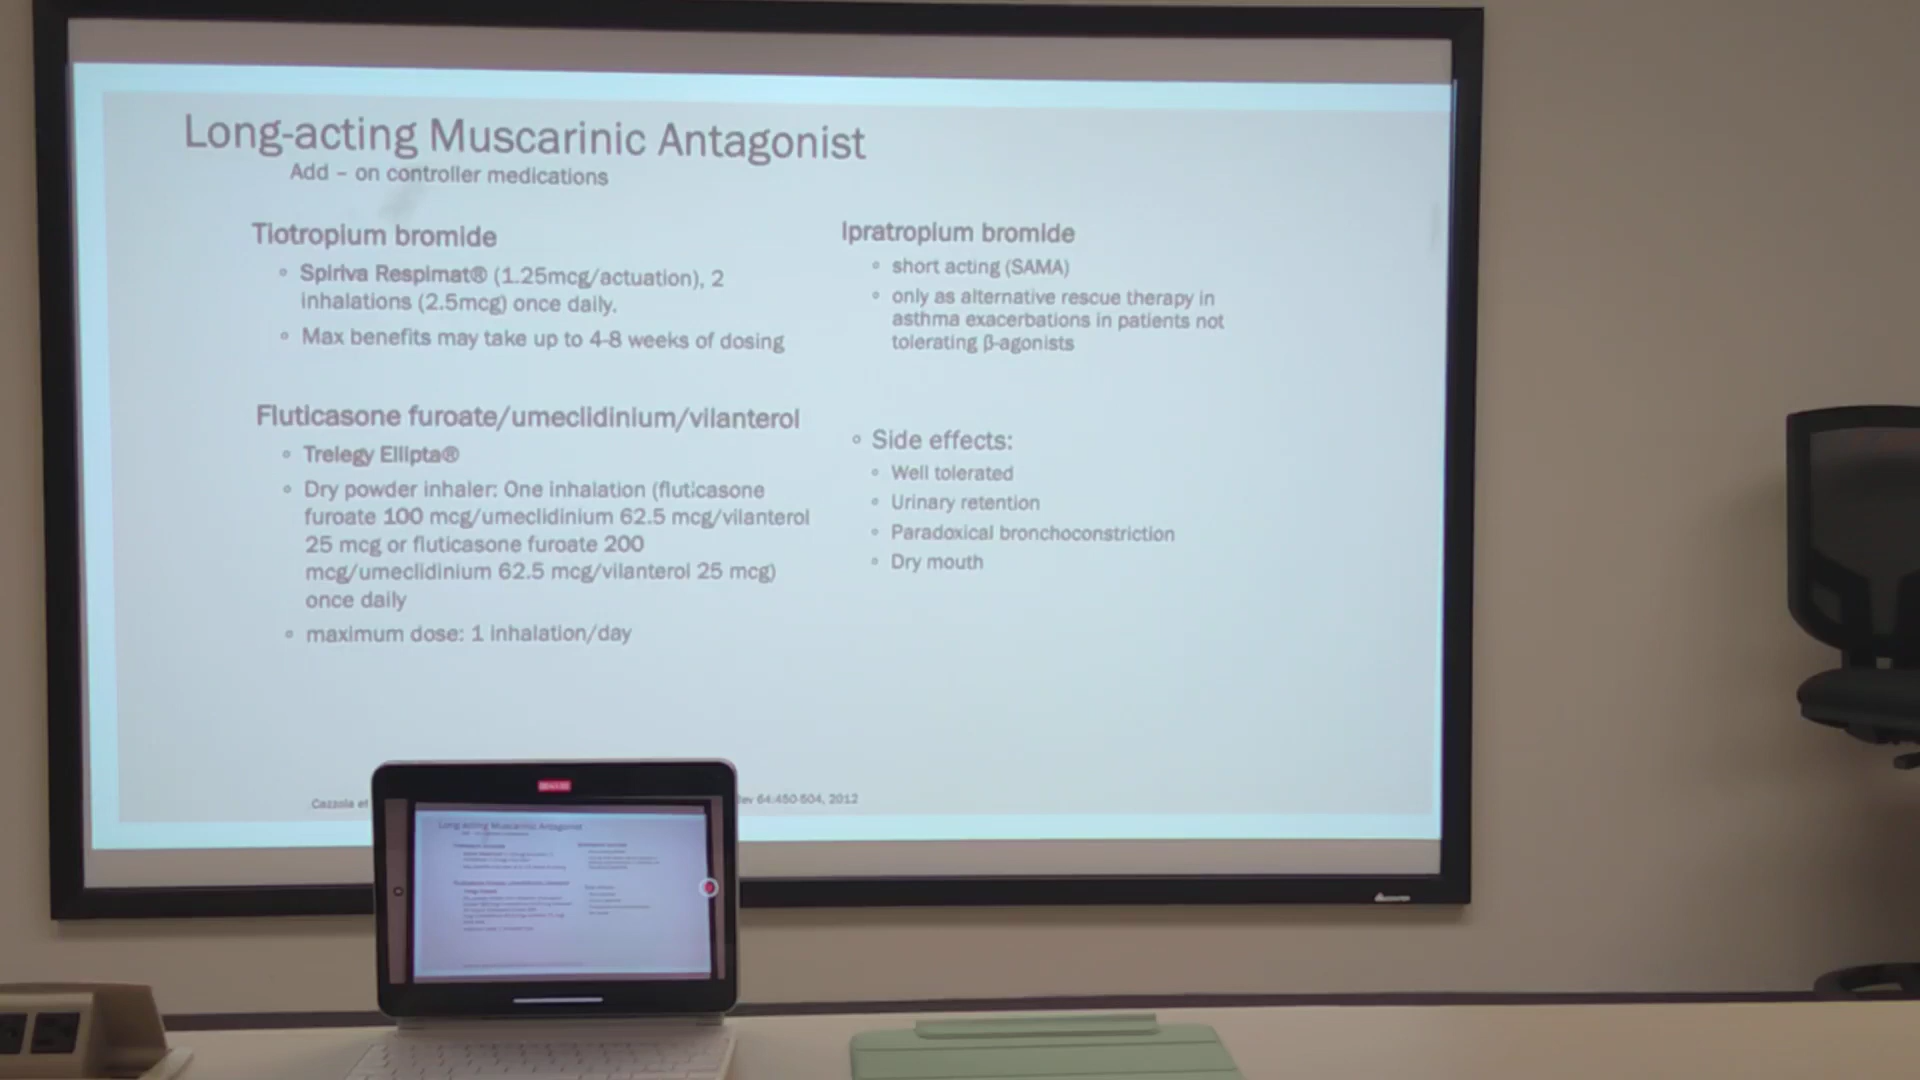 Long-acting Muscarinic Antagonist
Add – on controller medications
Tiotropium bromide
Spiriva Respimat® (1.25mcg/actuation), 2
inhalations (2.5mcg) once daily.
Max benefits may take up to 4-8 weeks of dosing
Fluticasone furoate/umeclidinium/vilanterol
Trelegy Ellipta®
Dry powder inhaler: One inhalation (fluticasone
furoate 100 mcg/umeclidinium 62.5 mcg/vilanterol
25 mcg or fluticasone furoate 200
mcg/umeclidinium 62.5 mcg/vilanterol 25 mcg)
once daily
maximum dose: 1 inhalation/day
Ipratropium bromide
short acting (SAMA)
only as alternative rescue therapy in
asthma exacerbations in patients not
tolerating β-agonists
Side effects:
Well tolerated
Urinary retention
Paradoxical bronchoconstriction
Dry mouth
Cazzola et
64:450-504, 2012
Long-acting Muscarinic Antagonist